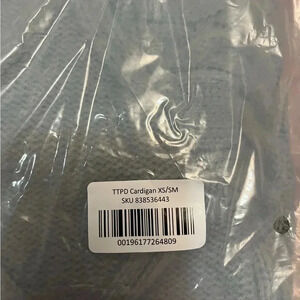 TTPD Cardigan XS/SM
SKU 838536443
00196177264809